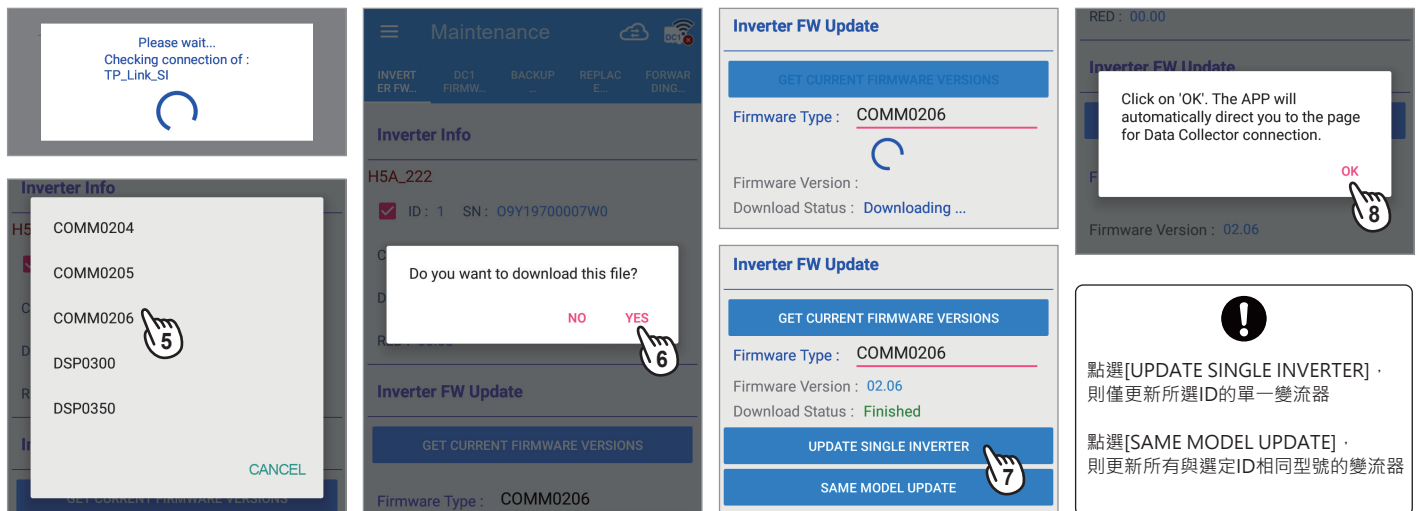 Please wait...
Checking connection of :
TP_Link_SI
Inverter Info
H5
COMM0204
COMM0205
COMM0206
5
DSP0300
DSP0350
CANCEL
GET CURRENT FIRMWARE VERSIONS
Maintenance
DC1
INVERT
ER FW...
DC1
FIRMW...
BACKUP
...
REPLAC
E...
FORWAR
DING...
Inverter Info
H5A_222
ID : 1 SN : O9Y19700007W0
Do you want to download this file?
NO YES
6
Inverter FW Update
GET CURRENT FIRMWARE VERSIONS
Firmware Type : COMM0206
Inverter FW Update
GET CURRENT FIRMWARE VERSIONS
Firmware Type : COMM0206
Firmware Version :
Download Status : Downloading ...
Inverter FW Update
GET CURRENT FIRMWARE VERSIONS
Firmware Type : COMM0206
Firmware Version : 02.06
Download Status : Finished
UPDATE SINGLE INVERTER
7
SAME MODEL UPDATE
RED : 00.00
Inverter FW Update
Click on 'OK'. The APP will
automatically direct you to the page
for Data Collector connection.
OK
8
Firmware Version : 02.06
點選[UPDATE SINGLE INVERTER]，
則僅更新所選ID的單一變流器
點選[SAME MODEL UPDATE]，
則更新所有與選定ID相同型號的變流器